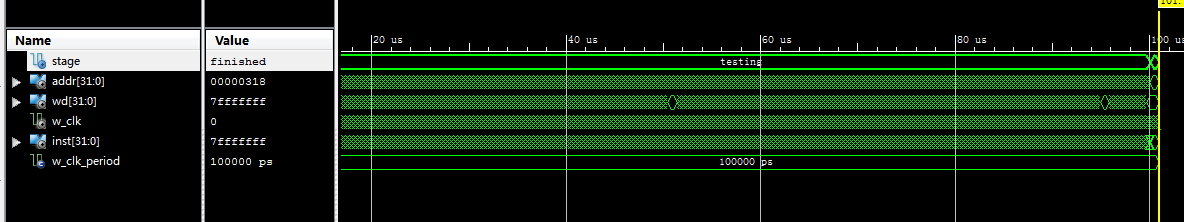 101.
Name Value
20 us 40 us 60 us 80 us 100 us
stage finished testing
addr[31:0] 00000318
wd[31:0] 7fffffff
w_clk 0
inst[31:0] 7fffffff
w_clk_period 100000 ps 100000 ps